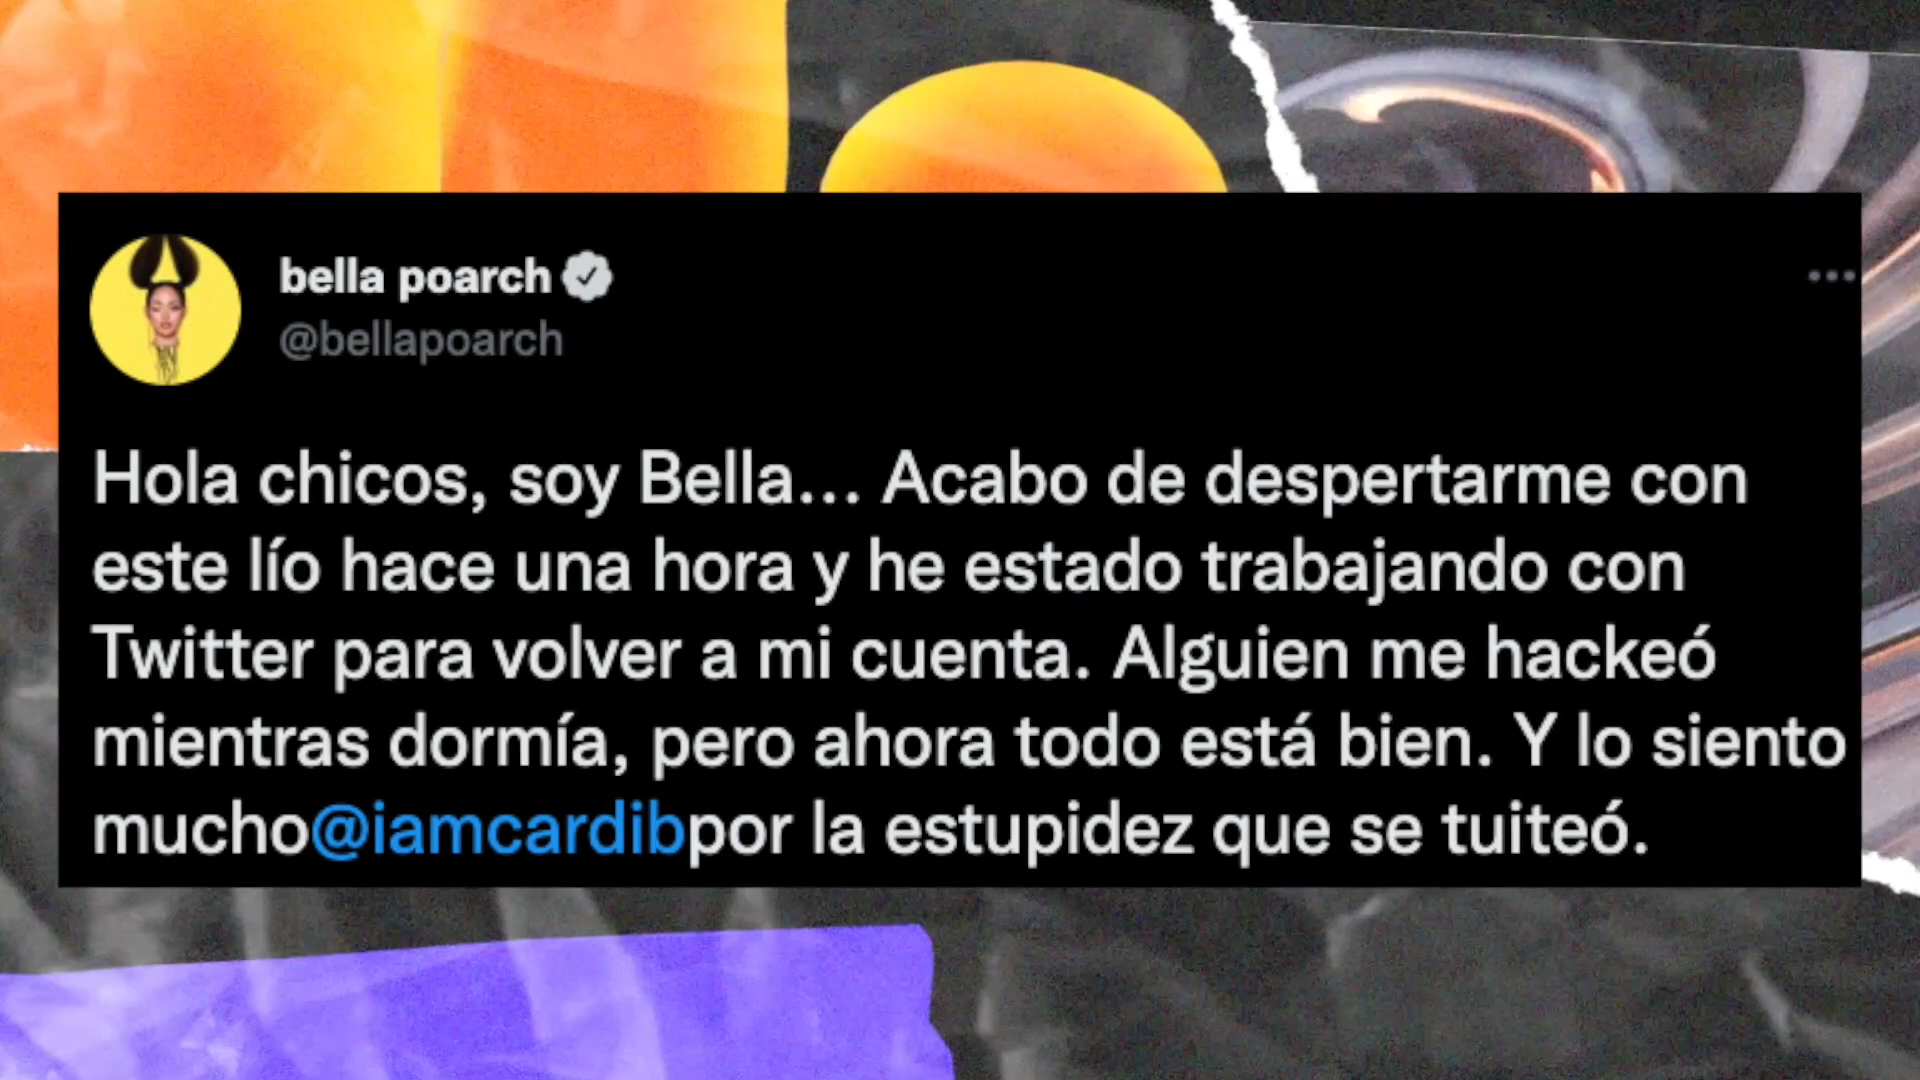 bella poarch
@bellapoarch
Hola chicos, soy Bella... Acabo de despertarme con
este lío hace una hora y he estado trabajando con
Twitter para volver a mi cuenta. Alguien me hackeó
mientras dormía, pero ahora todo está bien. Y lo siento
mucho@iamcardibpor la estupidez que se tuiteó.